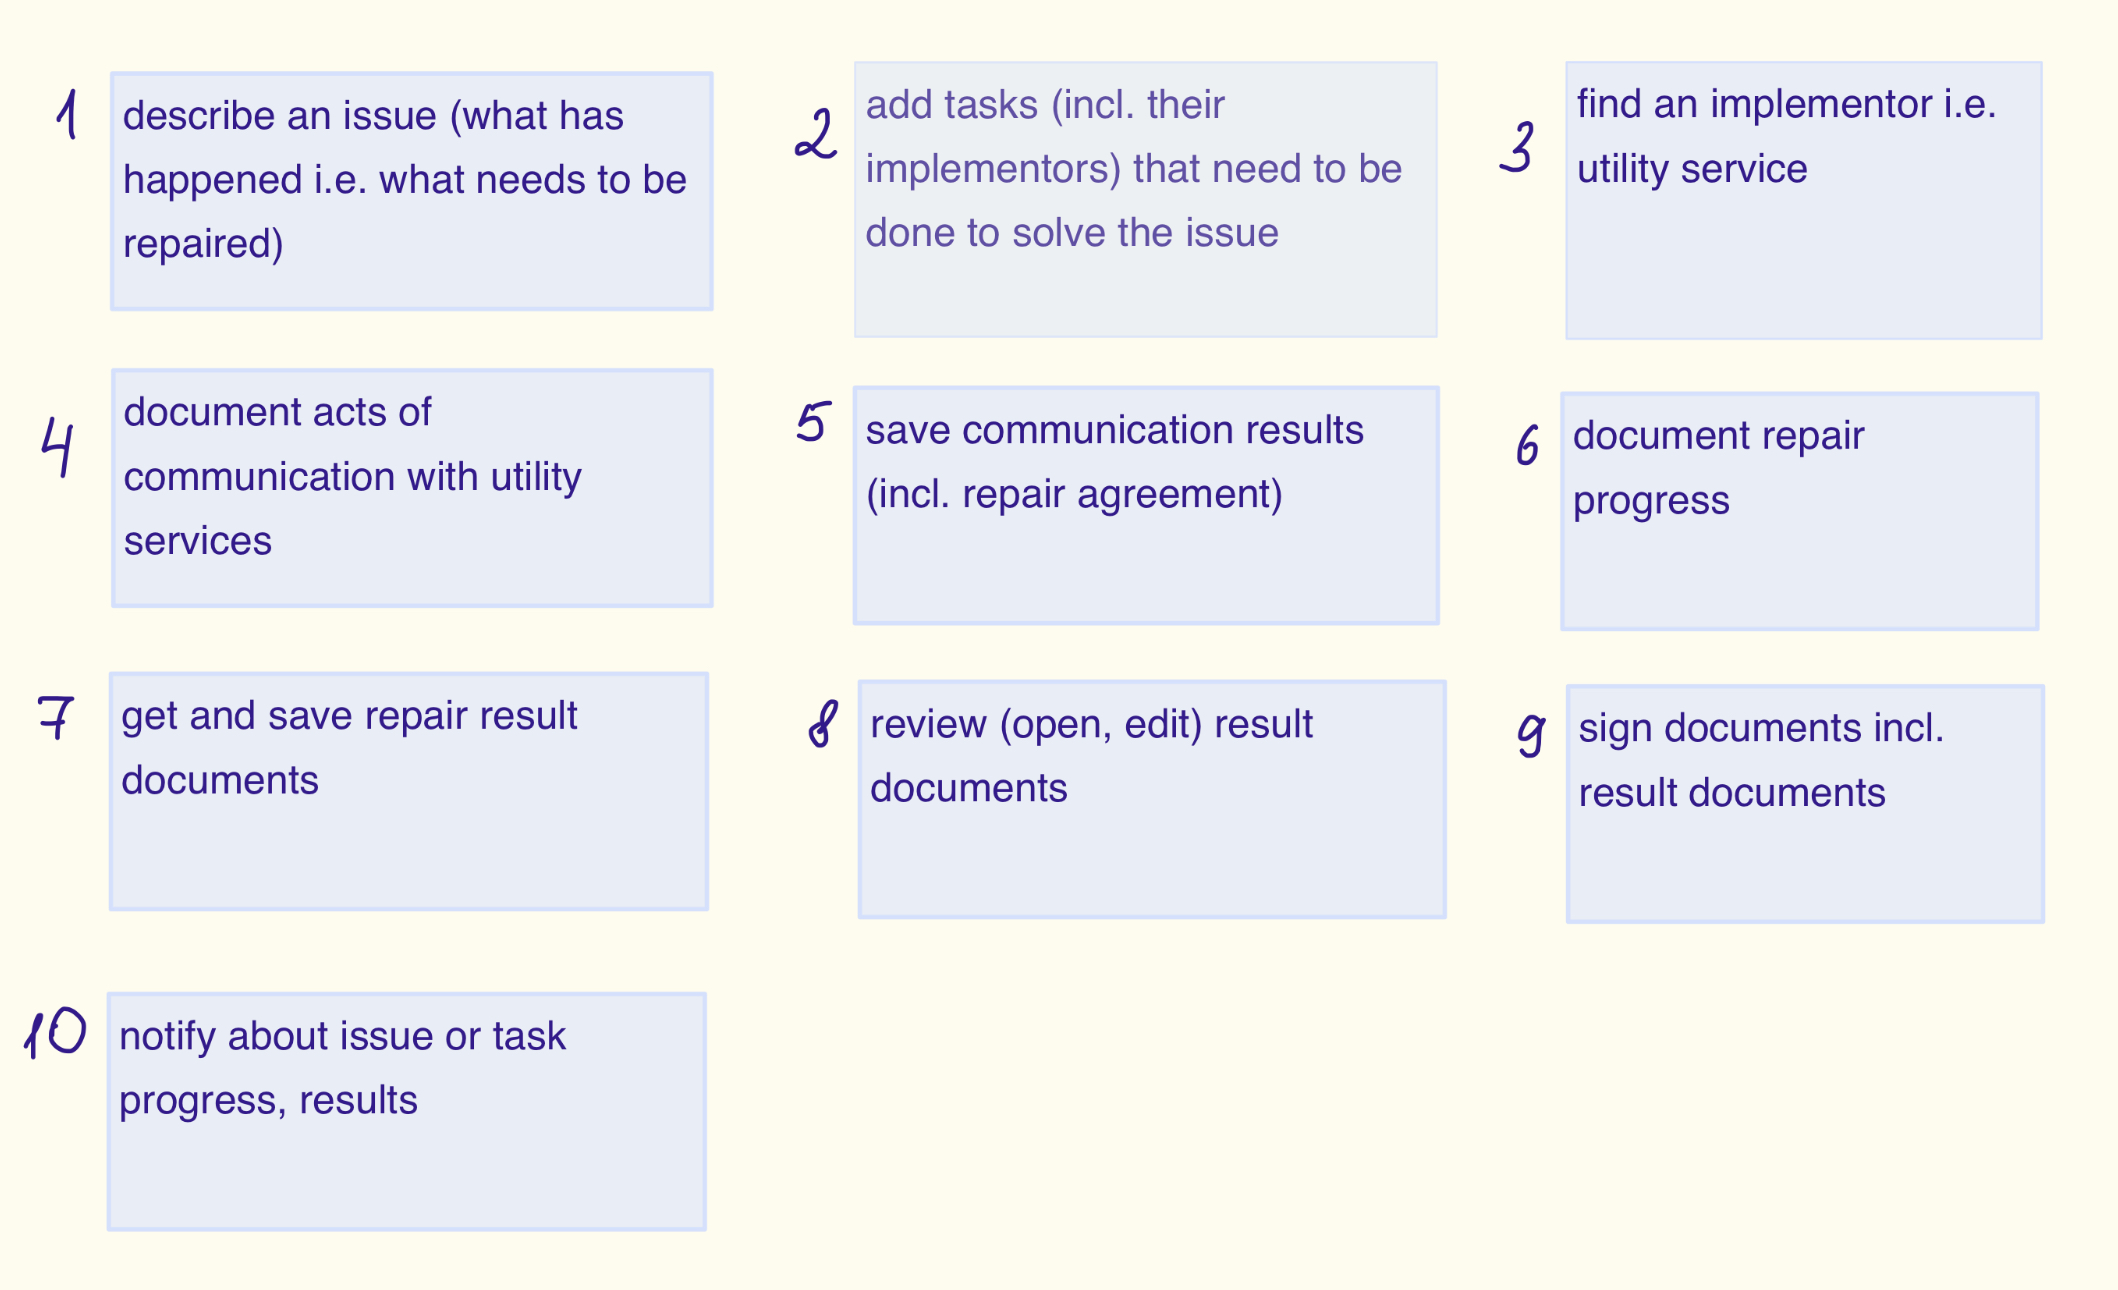 1
describe an issue (what has
happened i.e. what needs to be
repaired)
2
add tasks (incl. their
implementors) that need to be
done to solve the issue
3
find an implementor i.e.
utility service
4
document acts of
communication with utility
services
5
save communication results
(incl. repair agreement)
6
document repair
progress
7
get and save repair result
documents
8
review (open, edit) result
documents
9
sign documents incl.
result documents
10
notify about issue or task
progress, results